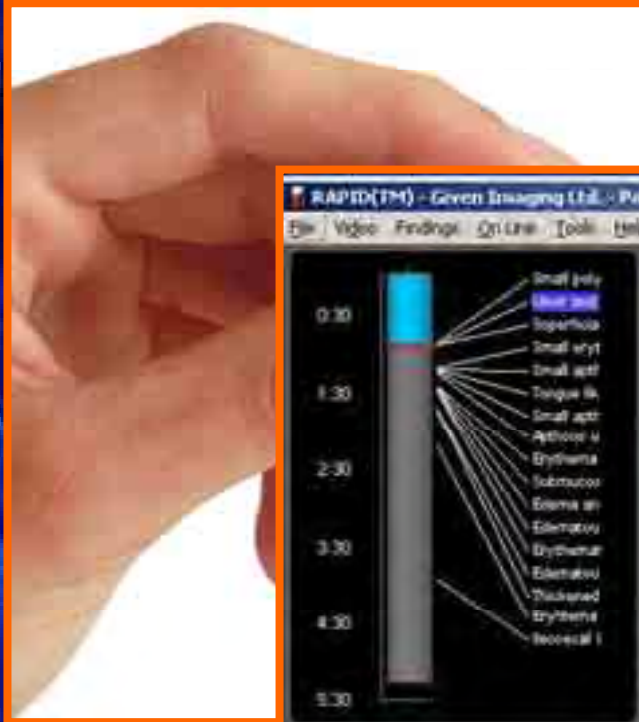 RAPID(TM) - Given Imaging Ltd. - Pa
File Video Findings On Line Tools Hel
Small poly
0:30
Superficia
Small eryt
Small apth
1:30
Tongue lik
Small apth
Apthous u
Erythema
2:30
Submucos
Edema an
Edematou
3:30
Erythemat
Edematou
Thickened
4:30
Erythema
Ileocecal
5:30